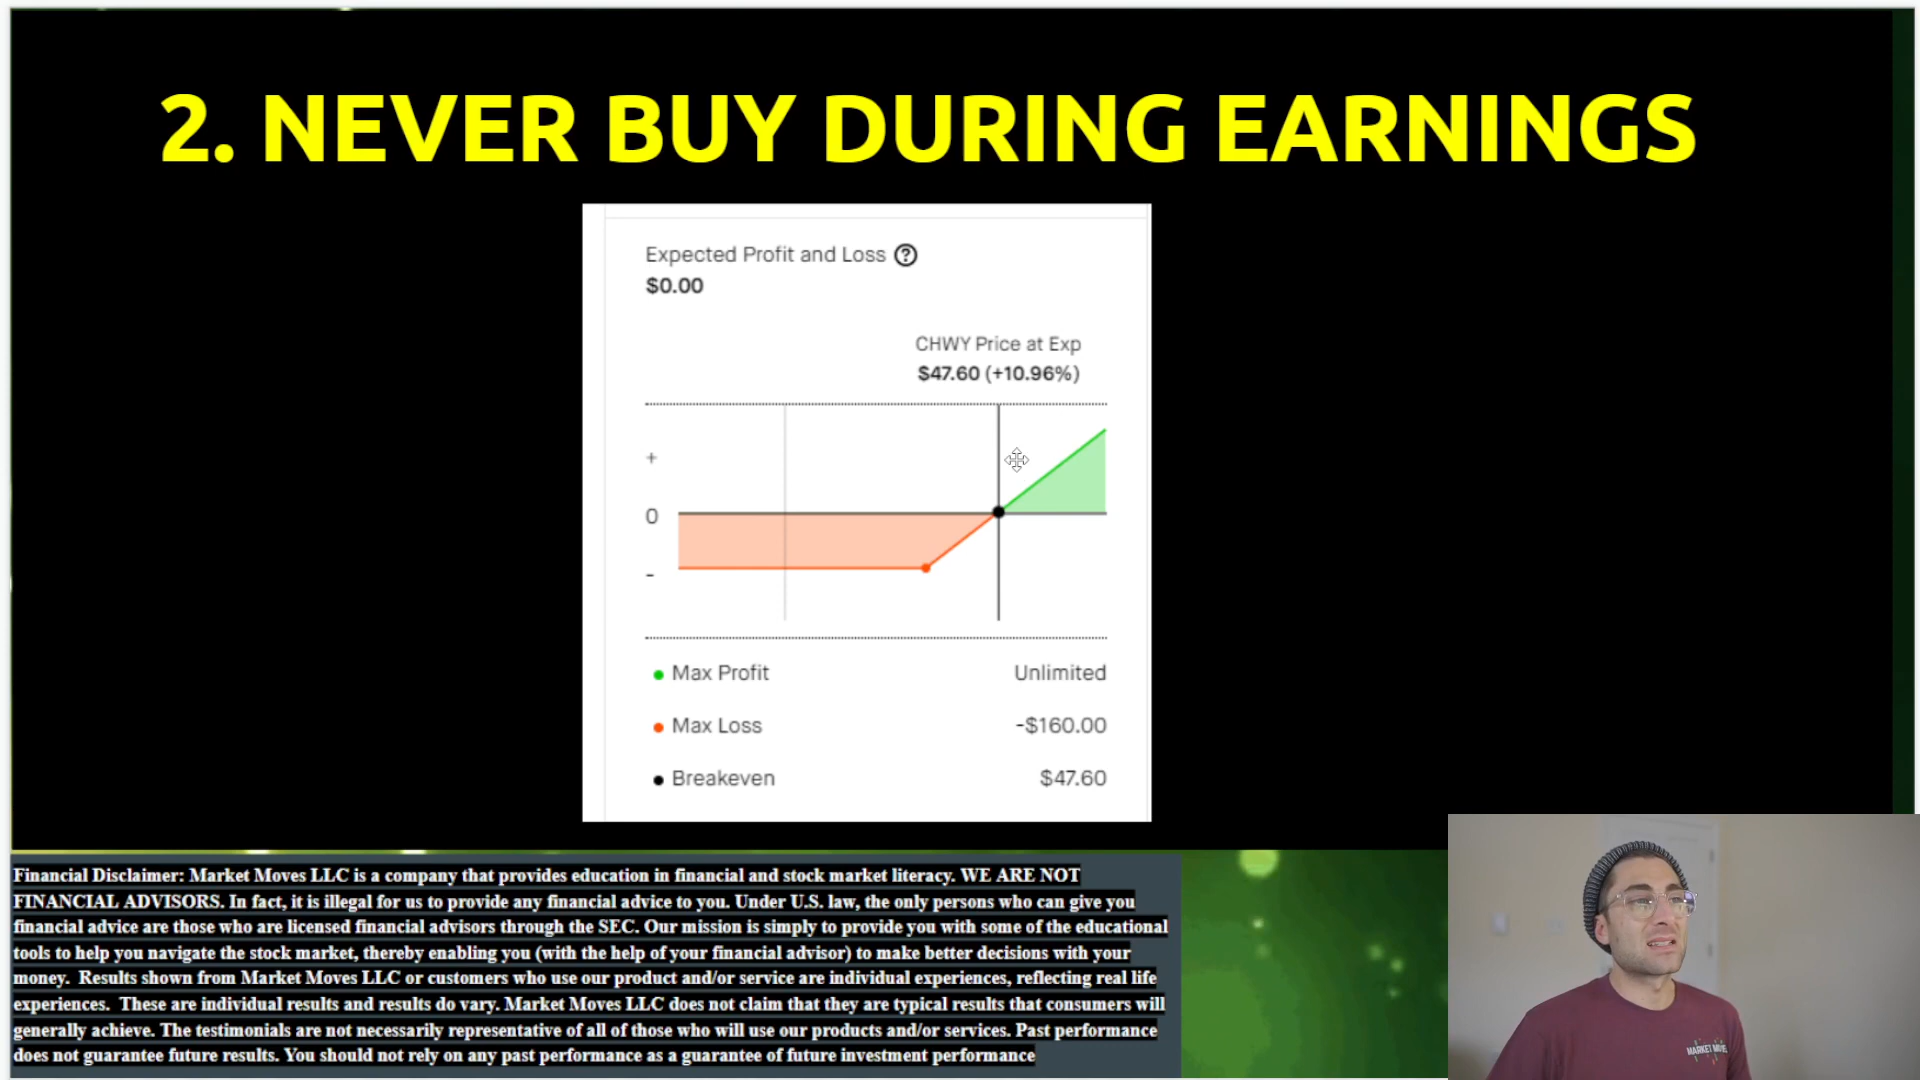 2. NEVER BUY DURING EARNINGS
Expected Profit and Loss ?
$0.00
CHWY Price at Exp
$47.60 (+10.96%)
+
0
-
Max Profit Unlimited
Max Loss -$160.00
Breakeven $47.60
Financial Disclaimer: Market Moves LLC is a company that provides education in financial and stock market literacy. WE ARE NOT
FINANCIAL ADVISORS. In fact, it is illegal for us to provide any financial advice to you. Under U.S. law, the only persons who can give you
financial advice are those who are licensed financial advisors through the SEC. Our mission is simply to provide you with some of the educational
tools to help you navigate the stock market, thereby enabling you (with the help of your financial advisor) to make better decisions with your
money. Results shown from Market Moves LLC or customers who use our product and/or service are individual experiences, reflecting real life
experiences. These are individual results and results do vary. Market Moves LLC does not claim that they are typical results that consumers will
generally achieve. The testimonials are not necessarily representative of all of those who will use our products and/or services. Past performance
does not guarantee future results. You should not rely on any past performance as a guarantee of future investment performance
MARKET